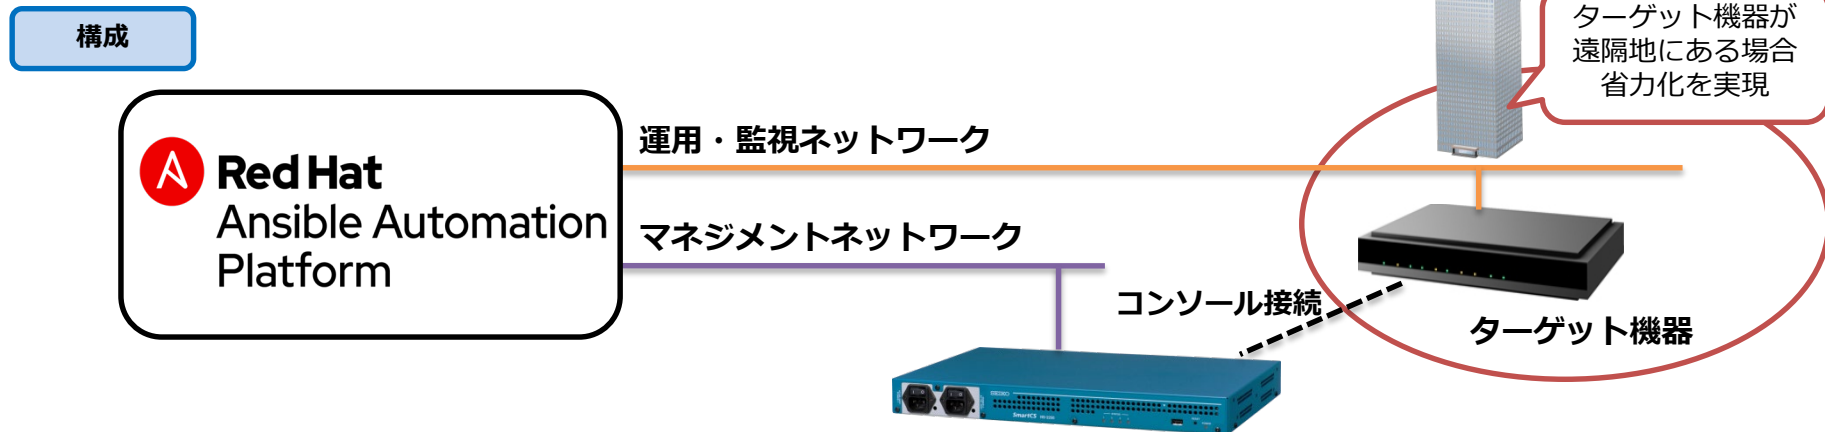 構成
ターゲット機器が
遠隔地にある場合
省力化を実現
運用・監視ネットワーク
Red Hat
Ansible Automation
Platform
マネジメントネットワーク
コンソール接続
ターゲット機器
SmartCS